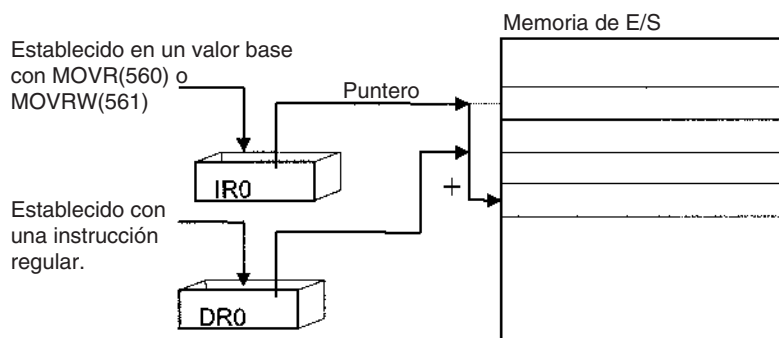 Memoria de E/S
Establecido en un valor base
con MOVR(560) o
MOVRW(561)
Puntero
IR0
+
Establecido con
una instrucción
regular.
DR0